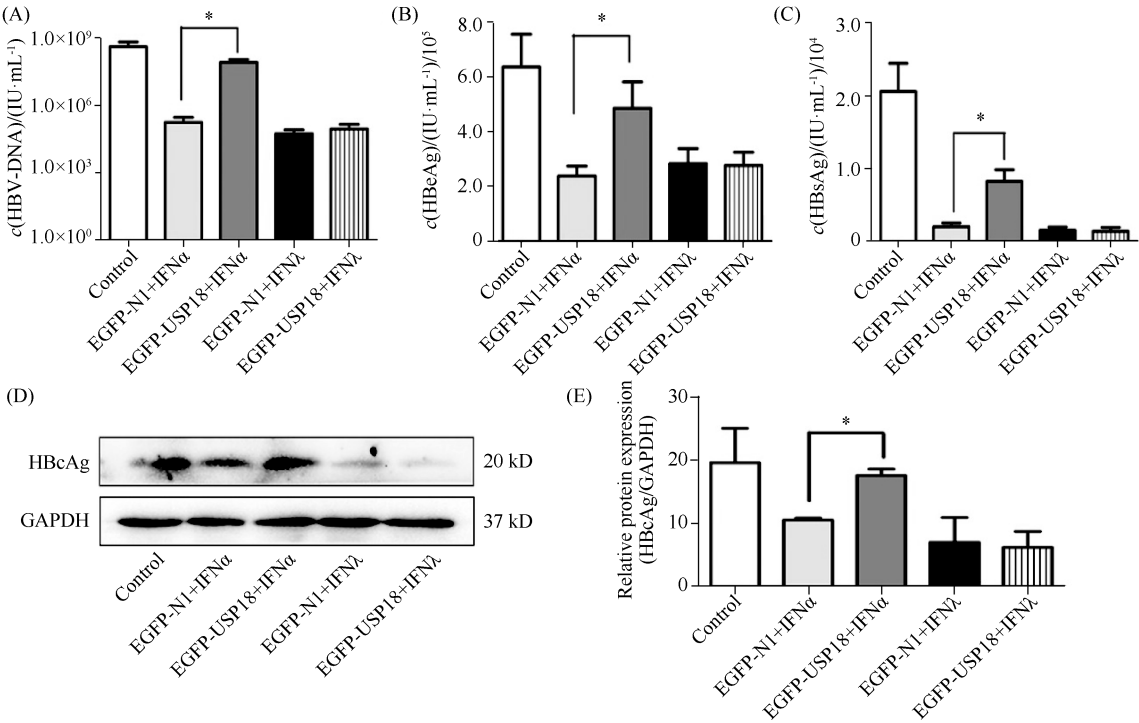 (A)
c(HBV-DNA)/(IU·mL⁻¹)
1.0×10⁹
1.0×10⁶
1.0×10³
1.0×10⁰
*
Control
EGFP-N1+IFNα
EGFP-USP18+IFNα
EGFP-N1+IFNλ
EGFP-USP18+IFNλ
(B)
c(HBeAg)/(IU·mL⁻¹)/10⁵
8.0
6.0
4.0
2.0
0
*
Control
EGFP-N1+IFNα
EGFP-USP18+IFNα
EGFP-N1+IFNλ
EGFP-USP18+IFNλ
(C)
c(HBsAg)/(IU·mL⁻¹)/10⁴
3.0
2.0
1.0
0
*
Control
EGFP-N1+IFNα
EGFP-USP18+IFNα
EGFP-N1+IFNλ
EGFP-USP18+IFNλ
(D)
HBcAg
20 kD
GAPDH
37 kD
Control
EGFP-N1+IFNα
EGFP-USP18+IFNα
EGFP-N1+IFNλ
EGFP-USP18+IFNλ
(E)
Relative protein expression
(HBcAg/GAPDH)
30
20
10
0
*
Control
EGFP-N1+IFNα
EGFP-USP18+IFNα
EGFP-N1+IFNλ
EGFP-USP18+IFNλ